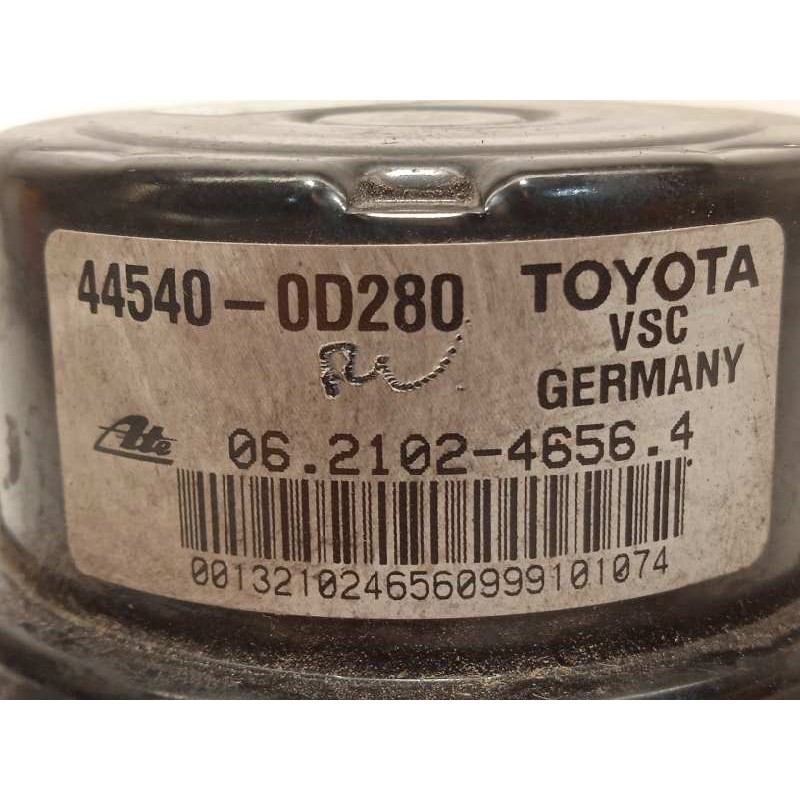 44540-0D280
TOYOTA
VSC
GERMANY
Ate
06.2102-4656.4
0013210246560999101074